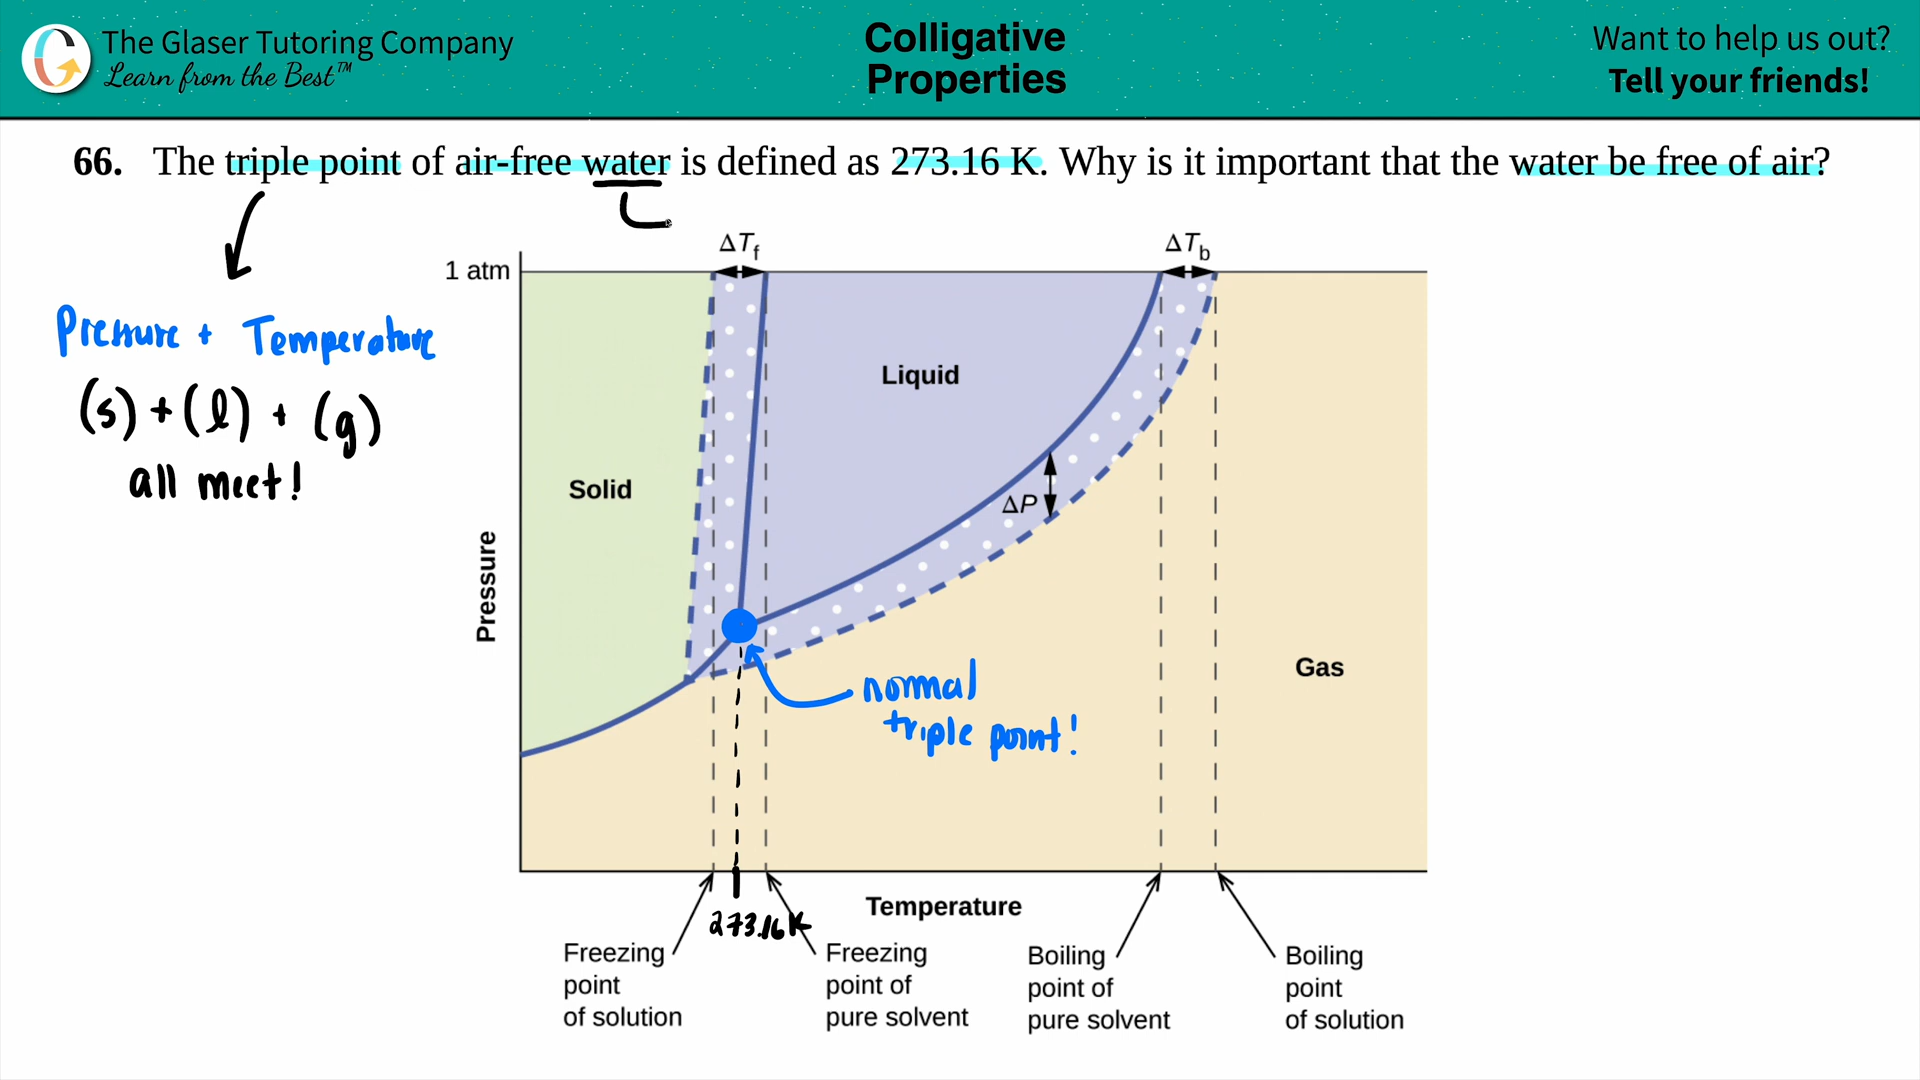 The Glaser Tutoring Company
Learn from the Best™
Colligative
Properties
Want to help us out?
Tell your friends!
66. The triple point of air-free water is defined as 273.16 K. Why is it important that the water be free of air?
Pressure + Temperature
(s) + (l) + (g)
all meet!
ΔTf
ΔTb
1 atm
Liquid
Solid
ΔP
Pressure
Gas
normal
triple point!
273.16 K
Temperature
Freezing
point
of solution
Freezing
point of
pure solvent
Boiling
point of
pure solvent
Boiling
point
of solution